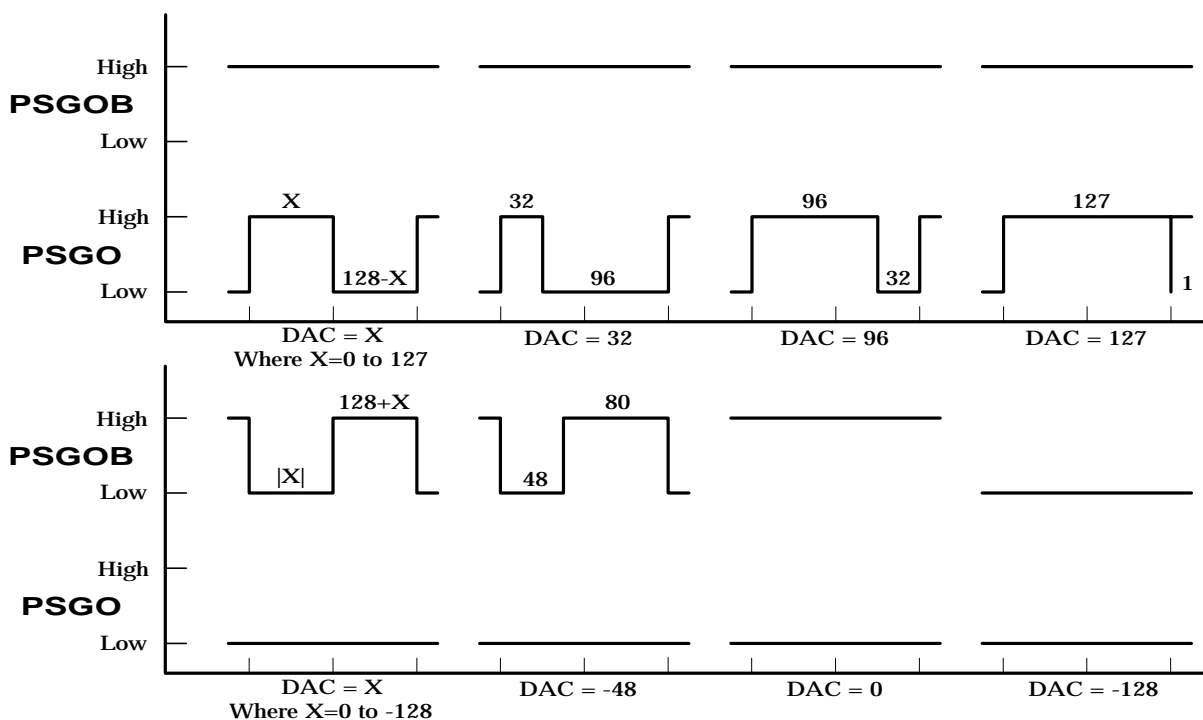 High
PSGOB
Low
X
32
96
127
High
PSGO
128-X
96
32
1
Low
DAC = X
DAC = 32
DAC = 96
DAC = 127
Where X=0 to 127
128+X
80
High
PSGOB
|X|
48
Low
High
PSGO
Low
DAC = X
DAC = -48
DAC = 0
DAC = -128
Where X=0 to -128